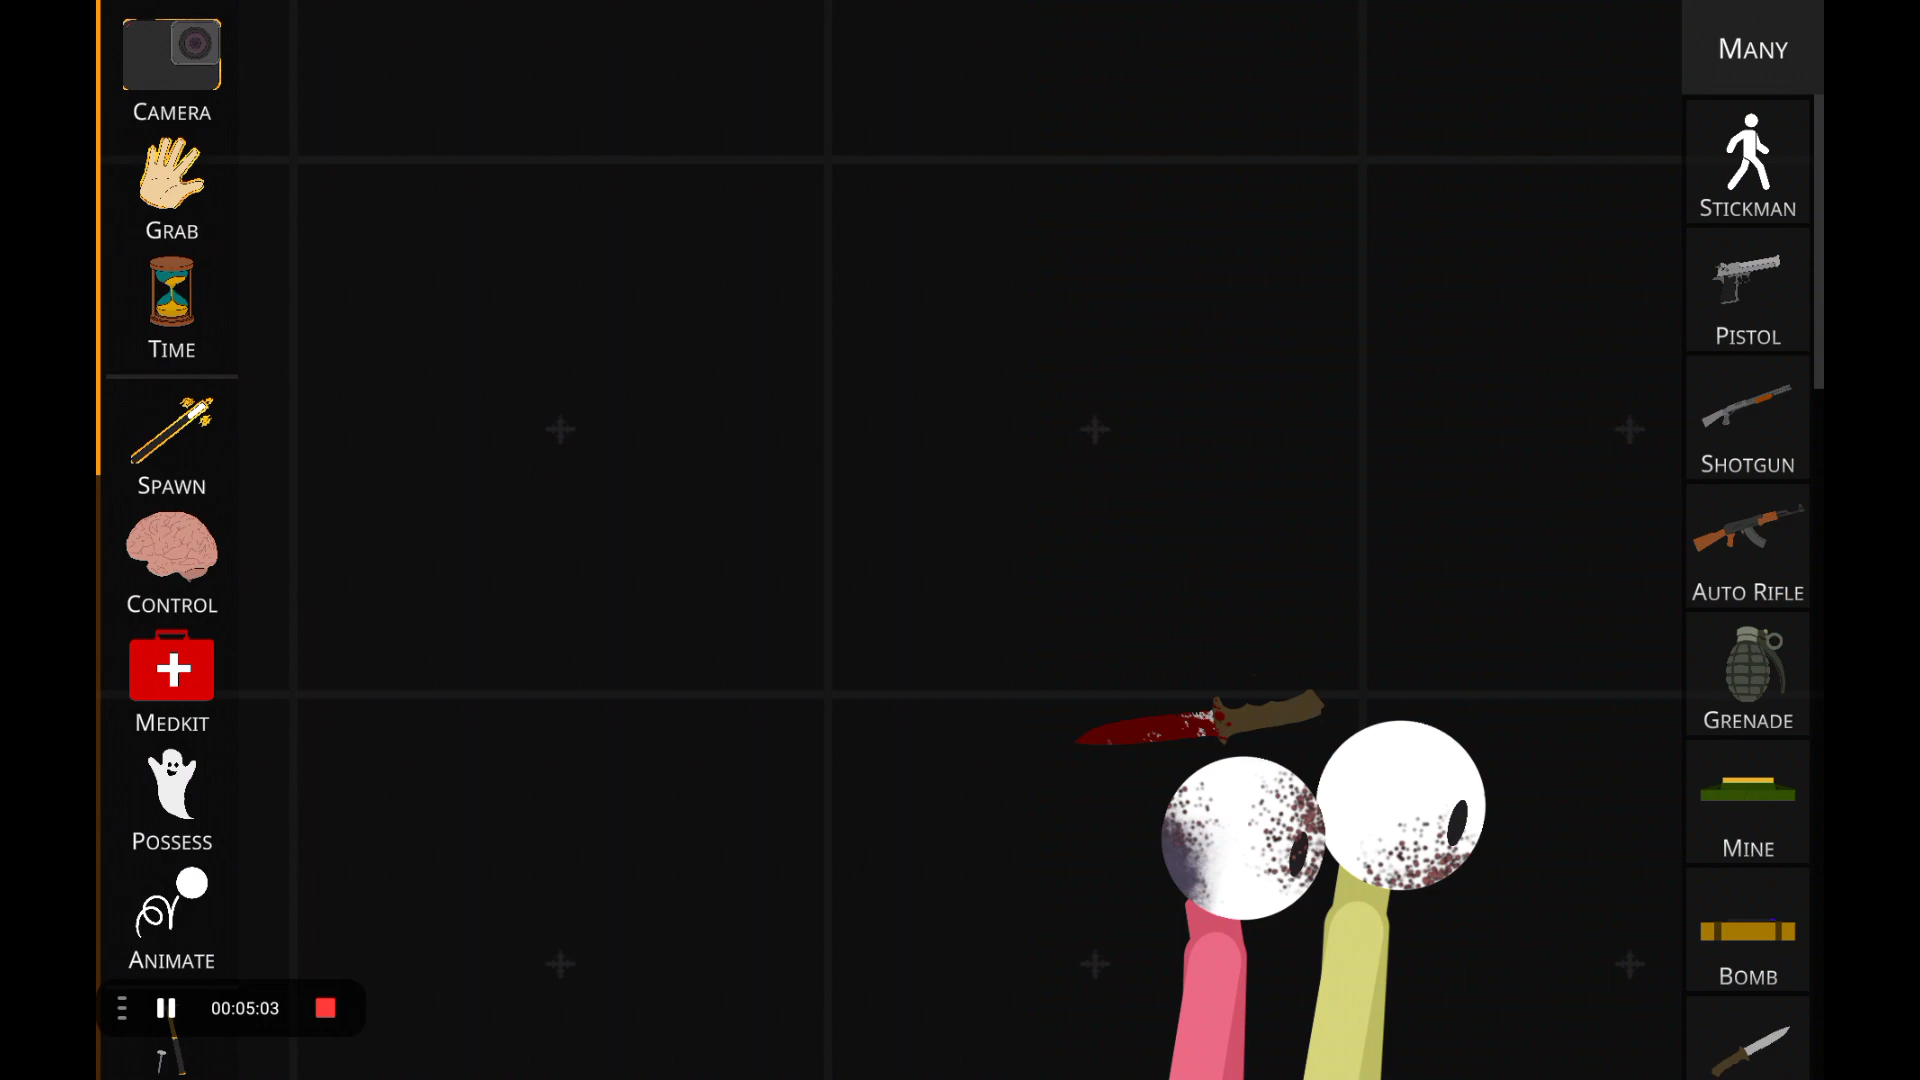 CAMERA
GRAB
TIME
SPAWN
CONTROL
MEDKIT
POSSESS
ANIMATE
00:05:03
MANY
STICKMAN
PISTOL
SHOTGUN
AUTO RIFLE
GRENADE
MINE
BOMB